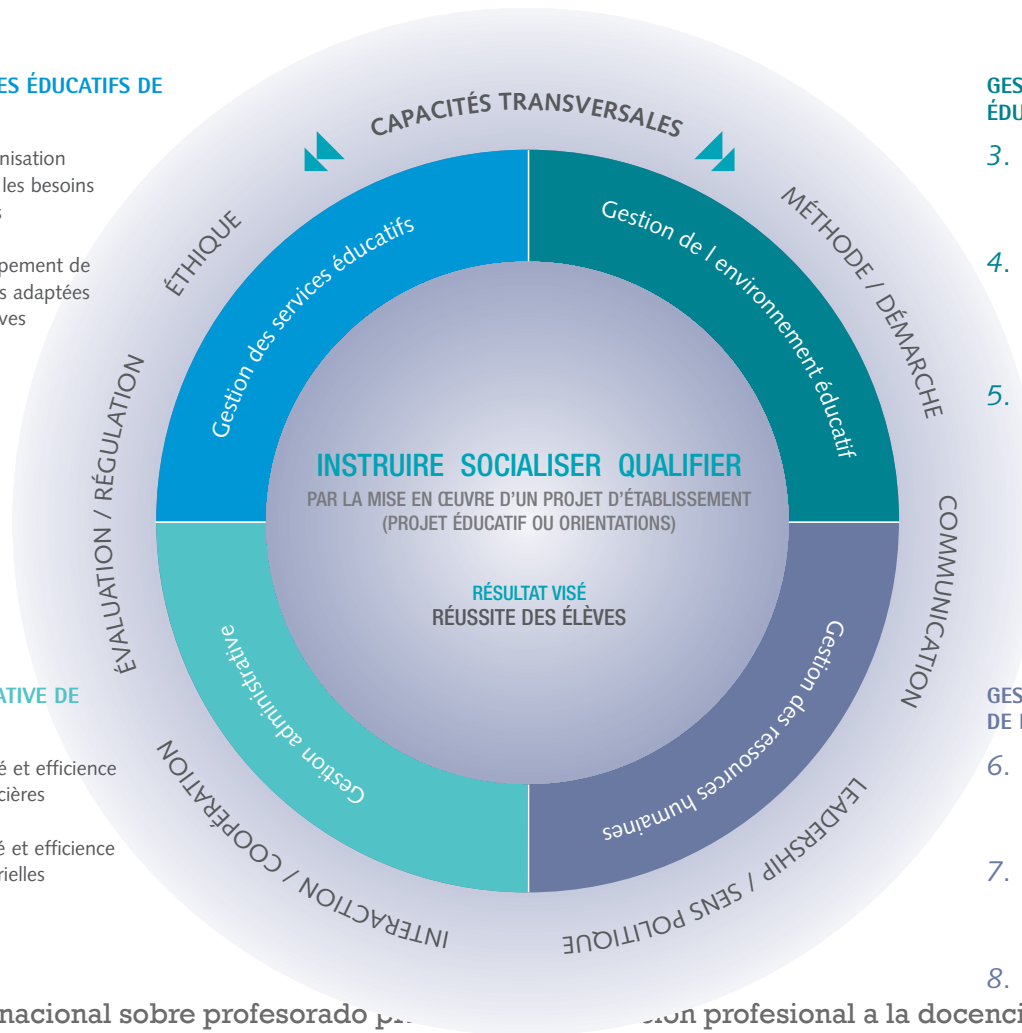 ES ÉDUCATIFS DE
nisation
les besoins
s
pement de
s adaptées
ves
CAPACITÉS TRANSVERSALES
ÉTHIQUE
MÉTHODE / DÉMARCHE
ÉVALUATION / RÉGULATION
COMMUNICATION
INTERACTION / COOPÉRATION
LEADERSHIP / SENS POLITIQUE
Gestion des services éducatifs
Gestion de l environnement éducatif
Gestion administrative
Gestion des ressources humaines
INSTRUIRE SOCIALISER QUALIFIER
PAR LA MISE EN ŒUVRE D'UN PROJET D'ÉTABLISSEMENT
(PROJET ÉDUCATIF OU ORIENTATIONS)
RÉSULTAT VISÉ
RÉUSSITE DES ÉLÈVES
GES
ÉDU
3.
4.
5.
ATIVE DE
é et efficience
cières
é et efficience
rielles
GES
DE
6.
7.
8.
nacional sobre profesorado profesional a la docenci